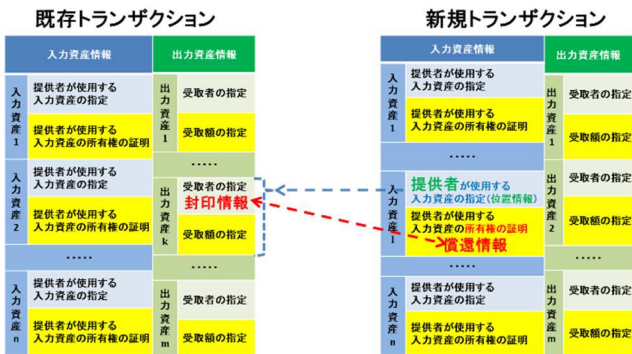 既存トランザクション
入力資産情報
出力資産情報
入力資産1
提供者が使用する
入力資産の指定
提供者が使用する
入力資産の所有権の証明
入力資産2
提供者が使用する
入力資産の指定
提供者が使用する
入力資産の所有権の証明
・・・・・
入力資産n
提供者が使用する
入力資産の指定
提供者が使用する
入力資産の所有権の証明
出力資産1
受取者の指定
受取額の指定
・・・・・
出力資産k
受取者の指定
封印情報
受取額の指定
・・・・・
出力資産m
受取者の指定
受取額の指定
新規トランザクション
入力資産情報
出力資産情報
入力資産1
提供者が使用する
入力資産の指定
提供者が使用する
入力資産の所有権の証明
・・・・・
入力資産l
提供者が使用する
入力資産の指定(位置情報)
提供者が使用する
入力資産の所有権の証明
償還情報
・・・・・
入力資産n
提供者が使用する
入力資産の指定
提供者が使用する
入力資産の所有権の証明
出力資産1
受取者の指定
受取額の指定
出力資産2
受取者の指定
受取額の指定
・・・・・
出力資産m
受取者の指定
受取額の指定